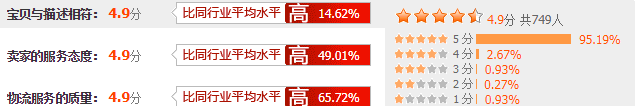 宝贝与描述相符： 4.9分 比同行业平均水平 高 14.62%
卖家的服务态度： 4.9分 比同行业平均水平 高 49.01%
物流服务的质量： 4.9分 比同行业平均水平 高 65.72%
4.9分 共749人
5分 95.19%
4分 2.67%
3分 0.93%
2分 0.27%
1分 0.93%